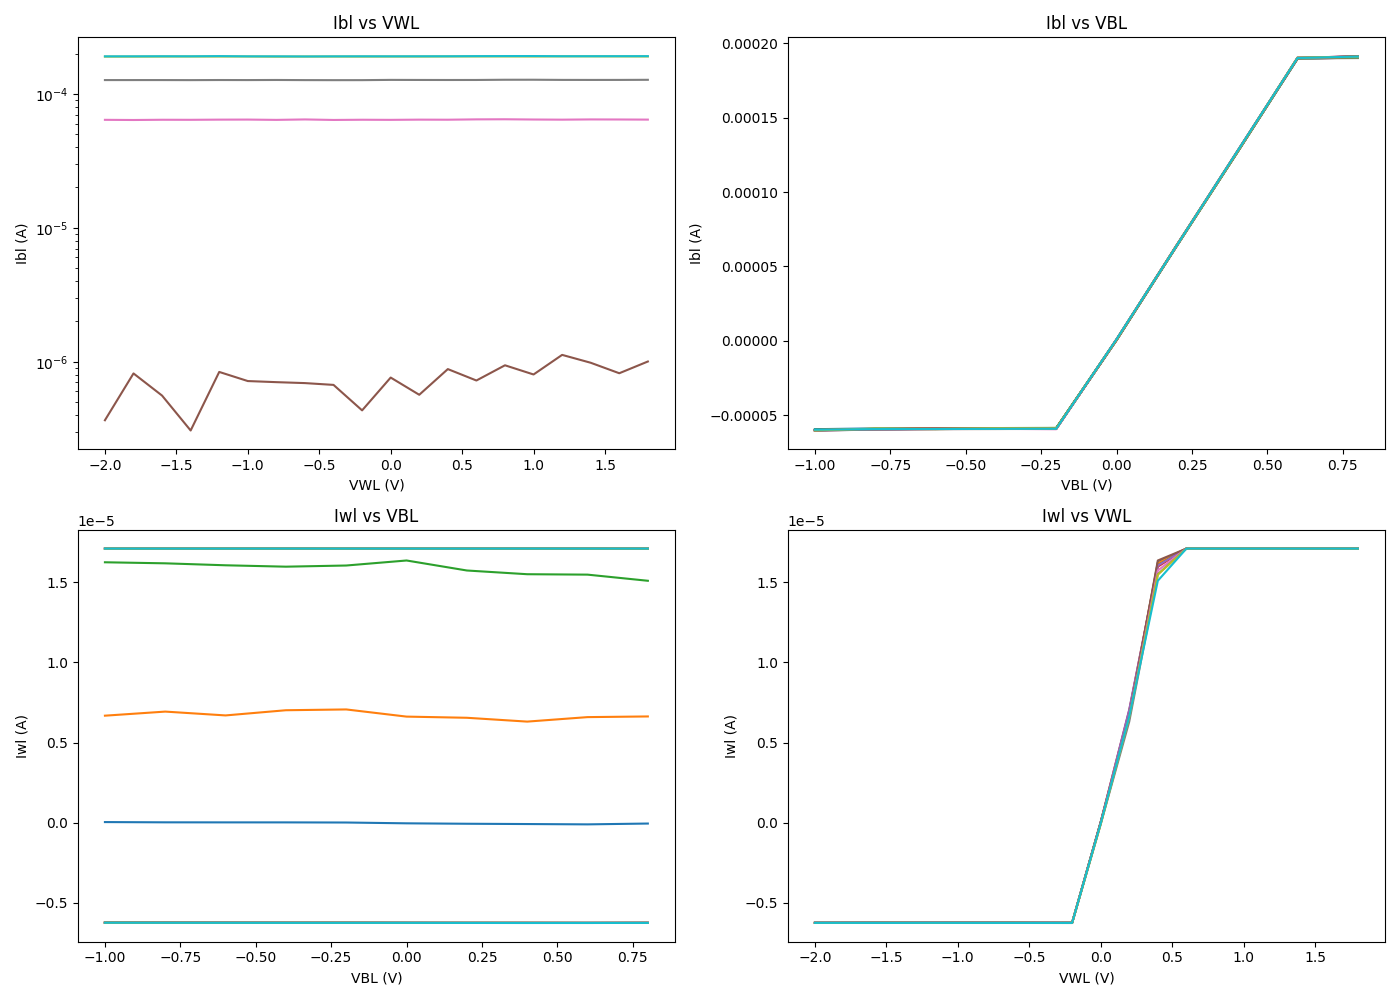 Ibl vs VWL
10⁻⁴
10⁻⁵
10⁻⁶
Ibl (A)
−2.0 −1.5 −1.0 −0.5 0.0 0.5 1.0 1.5
VWL (V)
Ibl vs VBL
0.00020
0.00015
0.00010
0.00005
0.00000
−0.00005
Ibl (A)
−1.00 −0.75 −0.50 −0.25 0.00 0.25 0.50 0.75
VBL (V)
Iwl vs VBL
1e−5
1.5
1.0
0.5
0.0
−0.5
Iwl (A)
−1.00 −0.75 −0.50 −0.25 0.00 0.25 0.50 0.75
VBL (V)
Iwl vs VWL
1e−5
1.5
1.0
0.5
0.0
−0.5
Iwl (A)
−2.0 −1.5 −1.0 −0.5 0.0 0.5 1.0 1.5
VWL (V)